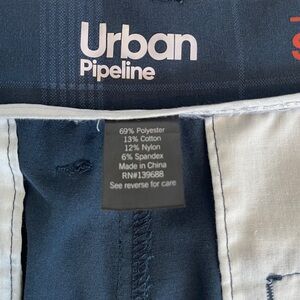 Urban
Pipeline
69% Polyester
13% Cotton
12% Nylon
6% Spandex
Made in China
RN#139688
See reverse for care